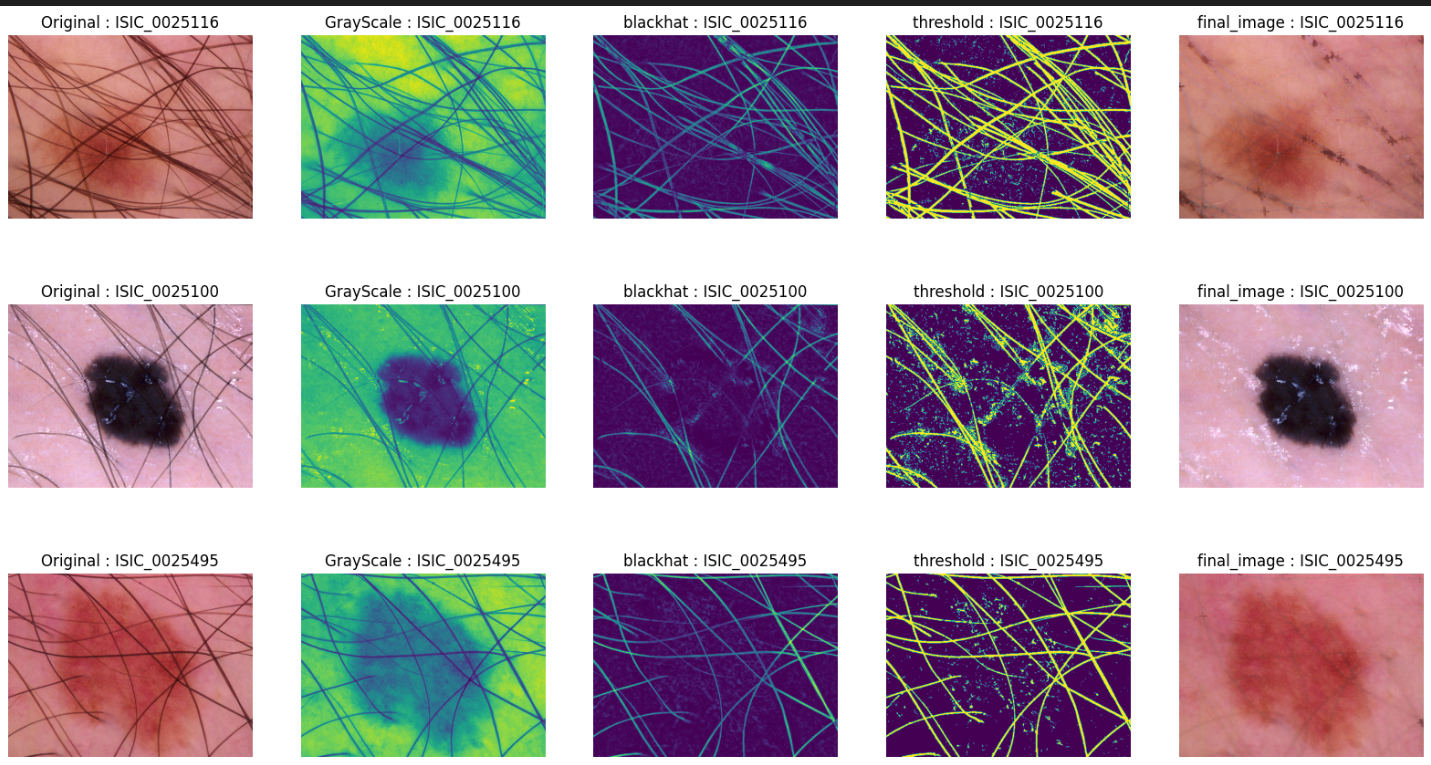 Original : ISIC_0025116
GrayScale : ISIC_0025116
blackhat : ISIC_0025116
threshold : ISIC_0025116
final_image : ISIC_0025116
Original : ISIC_0025100
GrayScale : ISIC_0025100
blackhat : ISIC_0025100
threshold : ISIC_0025100
final_image : ISIC_0025100
Original : ISIC_0025495
GrayScale : ISIC_0025495
blackhat : ISIC_0025495
threshold : ISIC_0025495
final_image : ISIC_0025495